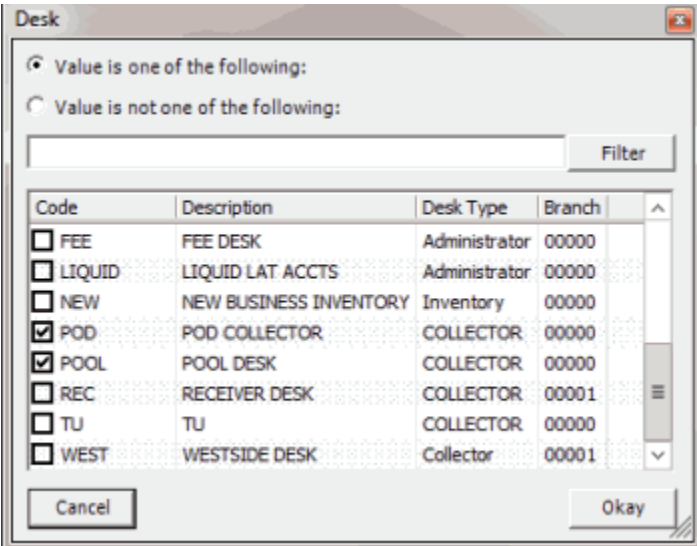 Desk
Value is one of the following:
Value is not one of the following:
Filter
Code Description Desk Type Branch
FEE FEE DESK Administrator 00000
LIQUID LIQUID LAT ACCTS Administrator 00000
NEW NEW BUSINESS INVENTORY Inventory 00000
POD POD COLLECTOR COLLECTOR 00000
POOL POOL DESK COLLECTOR 00000
REC RECEIVER DESK COLLECTOR 00001
TU TU COLLECTOR 00000
WEST WESTSIDE DESK Collector 00001
Cancel Okay